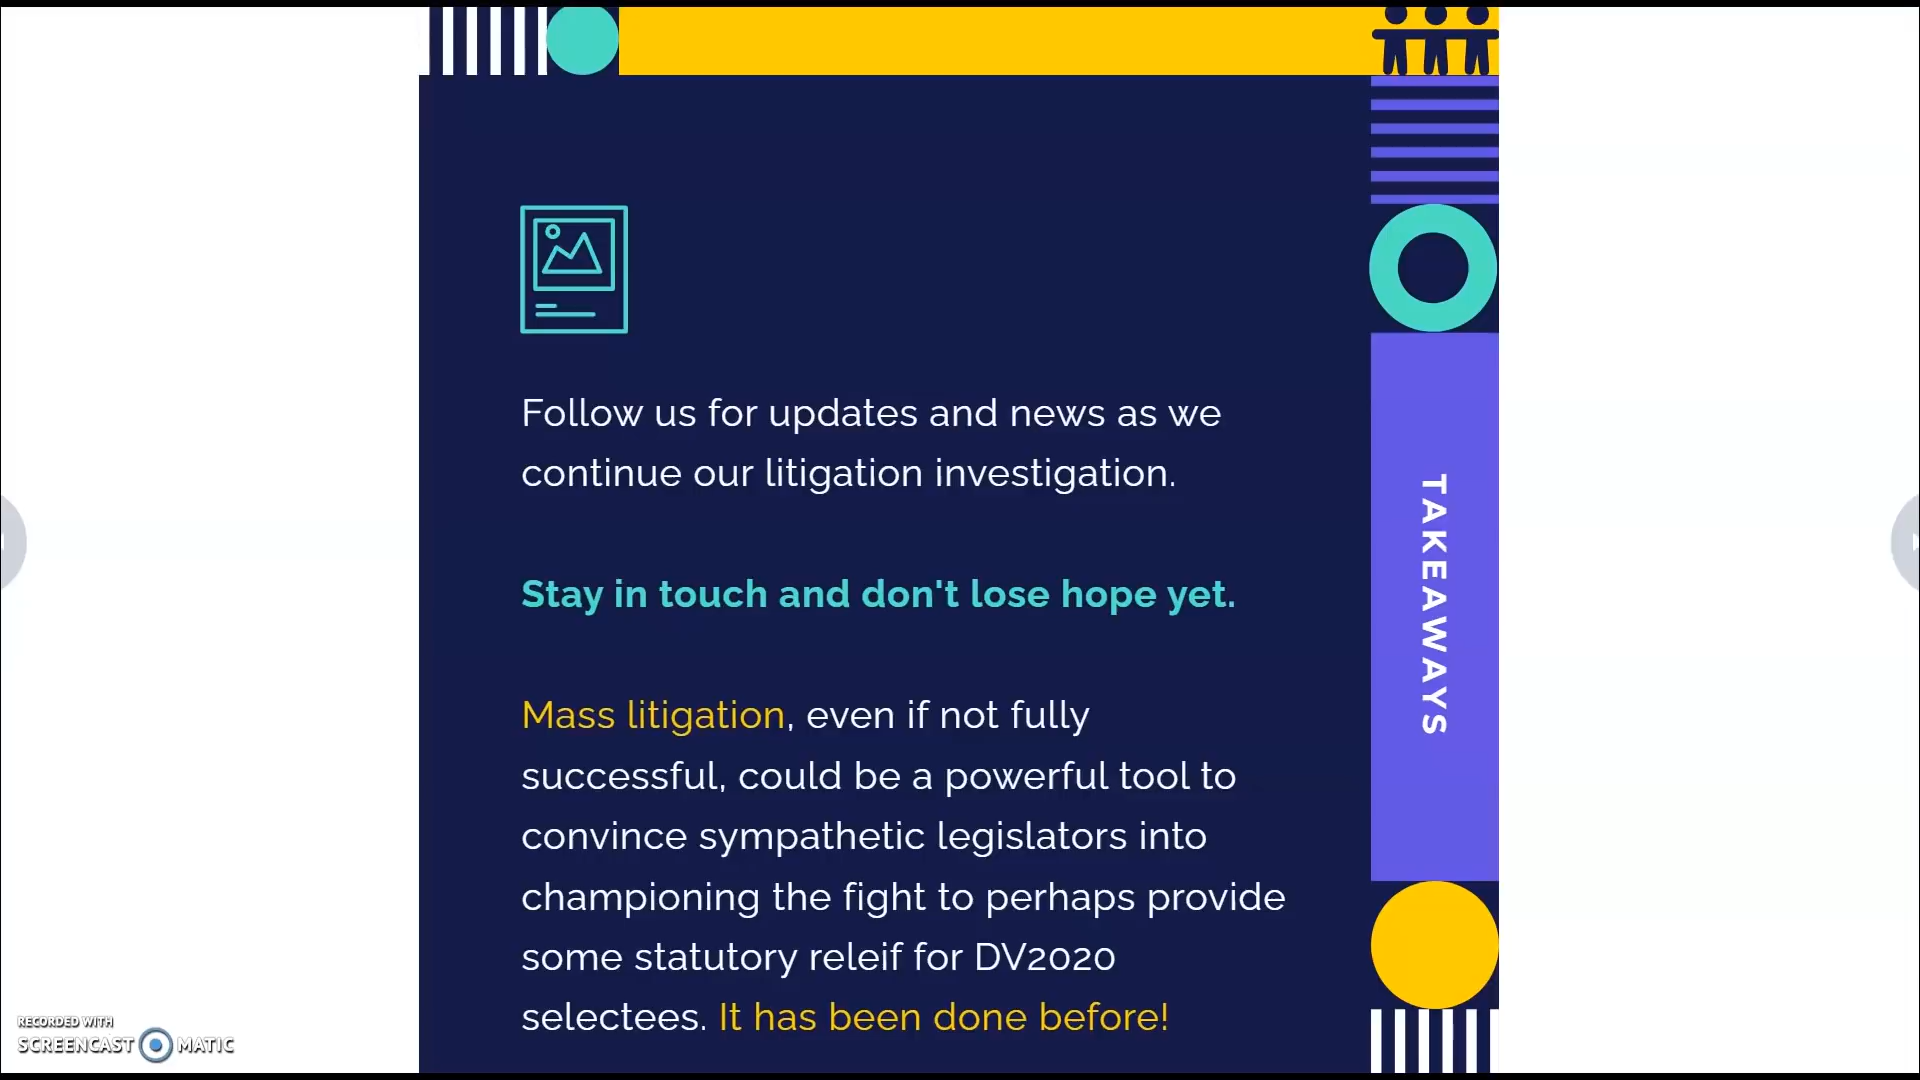 Follow us for updates and news as we
continue our litigation investigation.
Stay in touch and don't lose hope yet.
Mass litigation, even if not fully
successful, could be a powerful tool to
convince sympathetic legislators into
championing the fight to perhaps provide
some statutory releif for DV2020
selectees. It has been done before!
TAKEAWAYS
RECORDED WITH
SCREENCAST MATIC